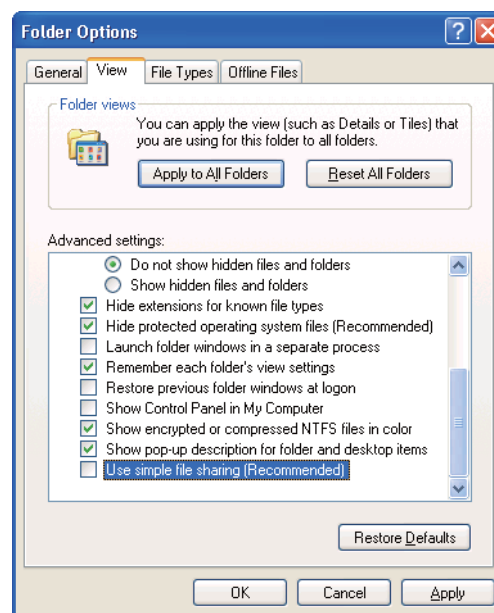 Folder Options
General View File Types Offline Files
Folder views
You can apply the view (such as Details or Tiles) that
you are using for this folder to all folders.
Apply to All Folders Reset All Folders
Advanced settings:
Do not show hidden files and folders
Show hidden files and folders
Hide extensions for known file types
Hide protected operating system files (Recommended)
Launch folder windows in a separate process
Remember each folder's view settings
Restore previous folder windows at logon
Show Control Panel in My Computer
Show encrypted or compressed NTFS files in color
Show pop-up description for folder and desktop items
Use simple file sharing (Recommended)
Restore Defaults
OK Cancel Apply